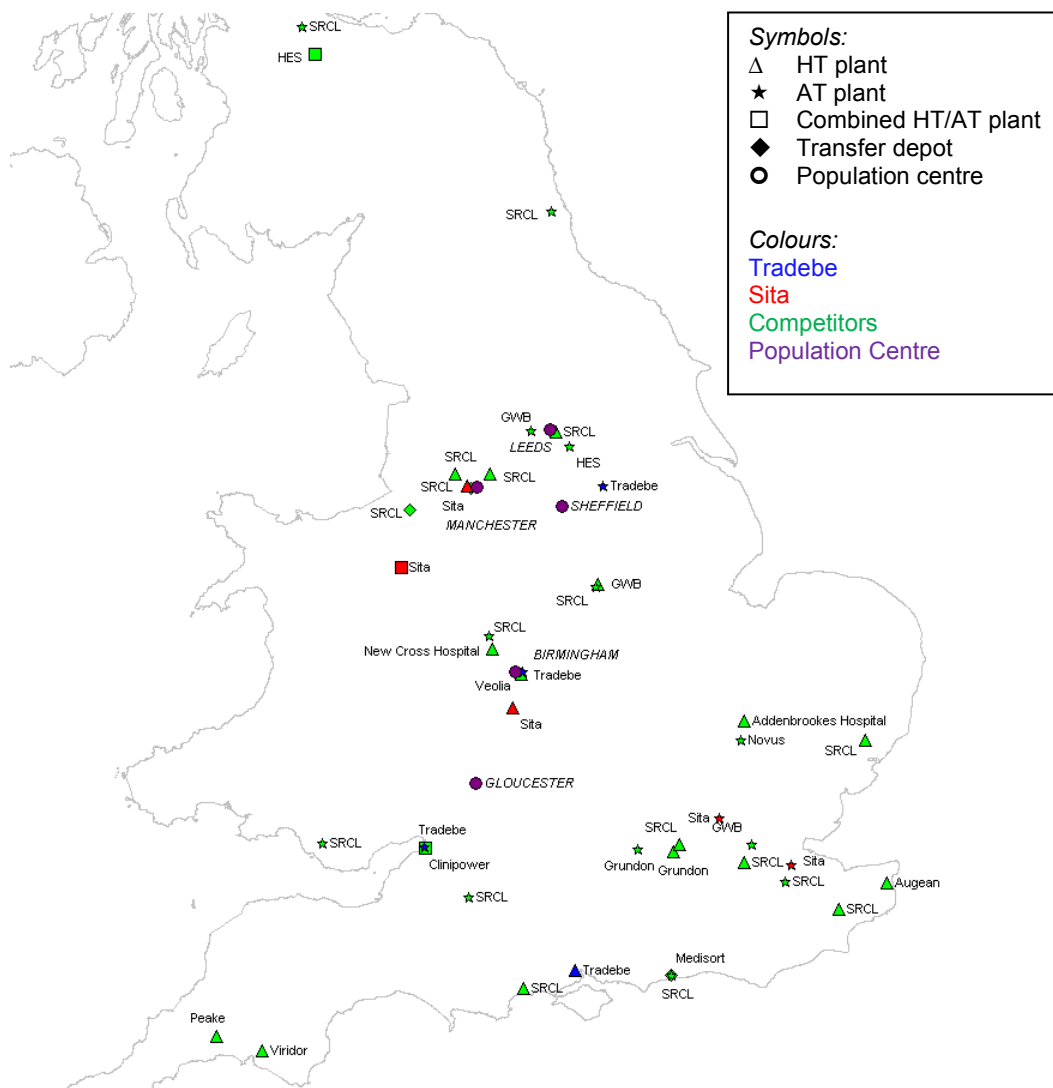 SRCL
HES
Symbols:
HT plant
AT plant
Combined HT/AT plant
Transfer depot
Population centre
Colours:
Tradebe
Sita
Competitors
Population Centre
SRCL
GWB
SRCL
LEEDS
HES
SRCL
SRCL
SRCL
Sita
MANCHESTER
Tradebe
SHEFFIELD
SRCL
Sita
GWB
SRCL
SRCL
New Cross Hospital
BIRMINGHAM
Tradebe
Veolia
Sita
Addenbrookes Hospital
Novus
SRCL
GLOUCESTER
Sita
GWB
SRCL
Tradebe
SRCL
Clinipower
Grundon
Grundon
SRCL
Sita
SRCL
Augean
SRCL
SRCL
Medisort
Tradebe
SRCL
SRCL
Peake
Viridor